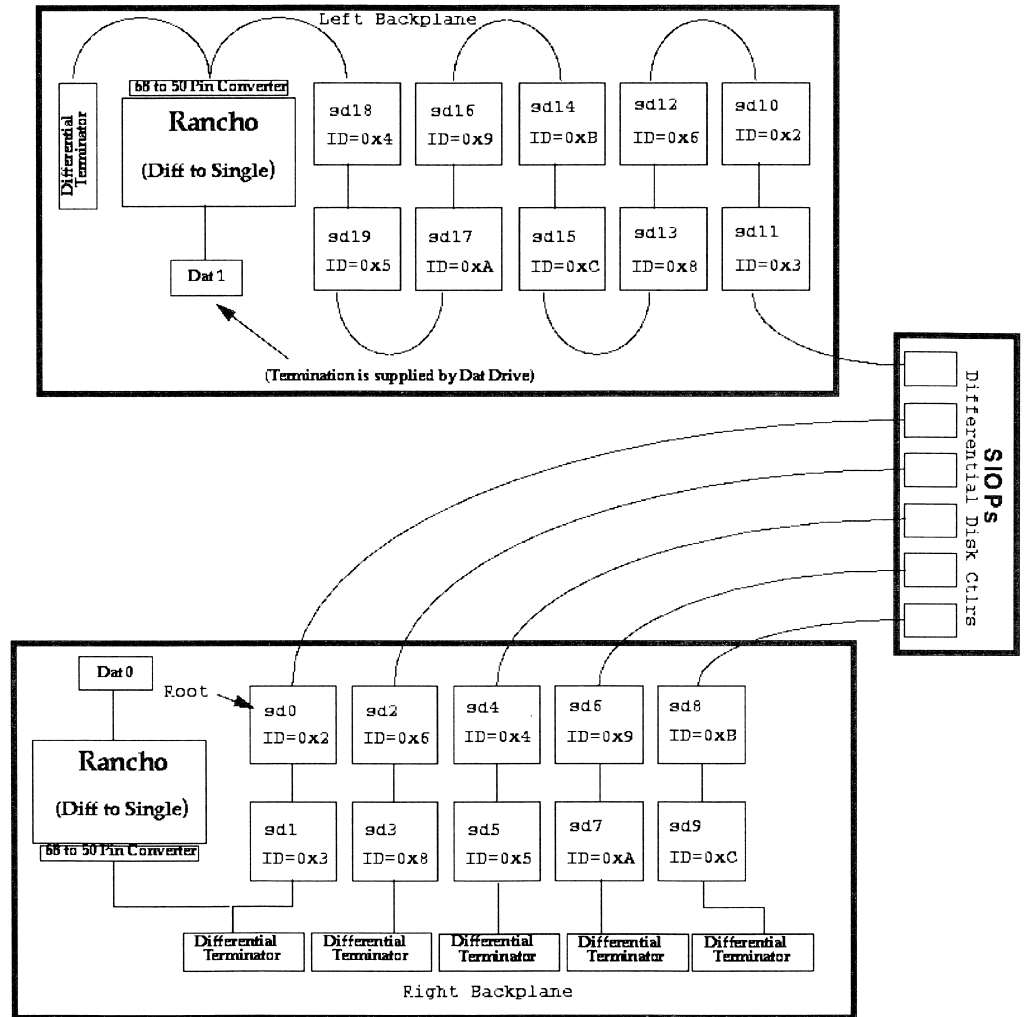 Left Backplane
68 to 50 Pin Converter
Rancho
(Diff to Single)
Differential
Terminator
Dat 1
(Termination is supplied by Dat Drive)
sd18
ID=0x4
sd16
ID=0x9
sd14
ID=0xB
sd12
ID=0x6
sd10
ID=0x2
sd19
ID=0x5
sd17
ID=0xA
sd15
ID=0xC
sd13
ID=0x8
sd11
ID=0x3
SIOPs
Differential Disk Ctlrs
Dat 0
Root
Rancho
(Diff to Single)
68 to 50 Pin Converter
sd0
ID=0x2
sd2
ID=0x6
sd4
ID=0x4
sd6
ID=0x9
sd8
ID=0xB
sd1
ID=0x3
sd3
ID=0x8
sd5
ID=0x5
sd7
ID=0xA
sd9
ID=0xC
Differential
Terminator
Differential
Terminator
Differential
Terminator
Differential
Terminator
Differential
Terminator
Right Backplane